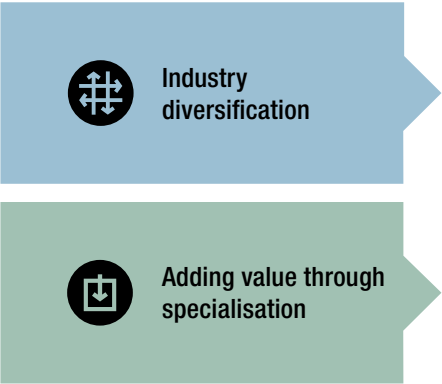 Industry
diversification
Adding value through
specialisation